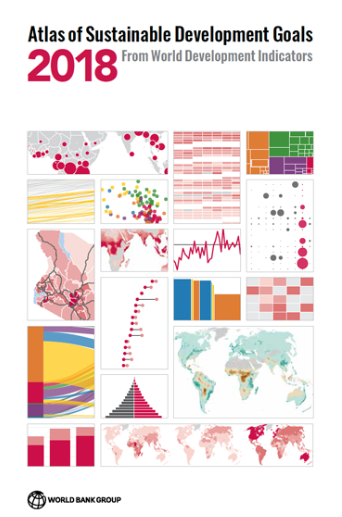 Atlas of Sustainable Development Goals
2018 From World Development Indicators
WORLD BANK GROUP